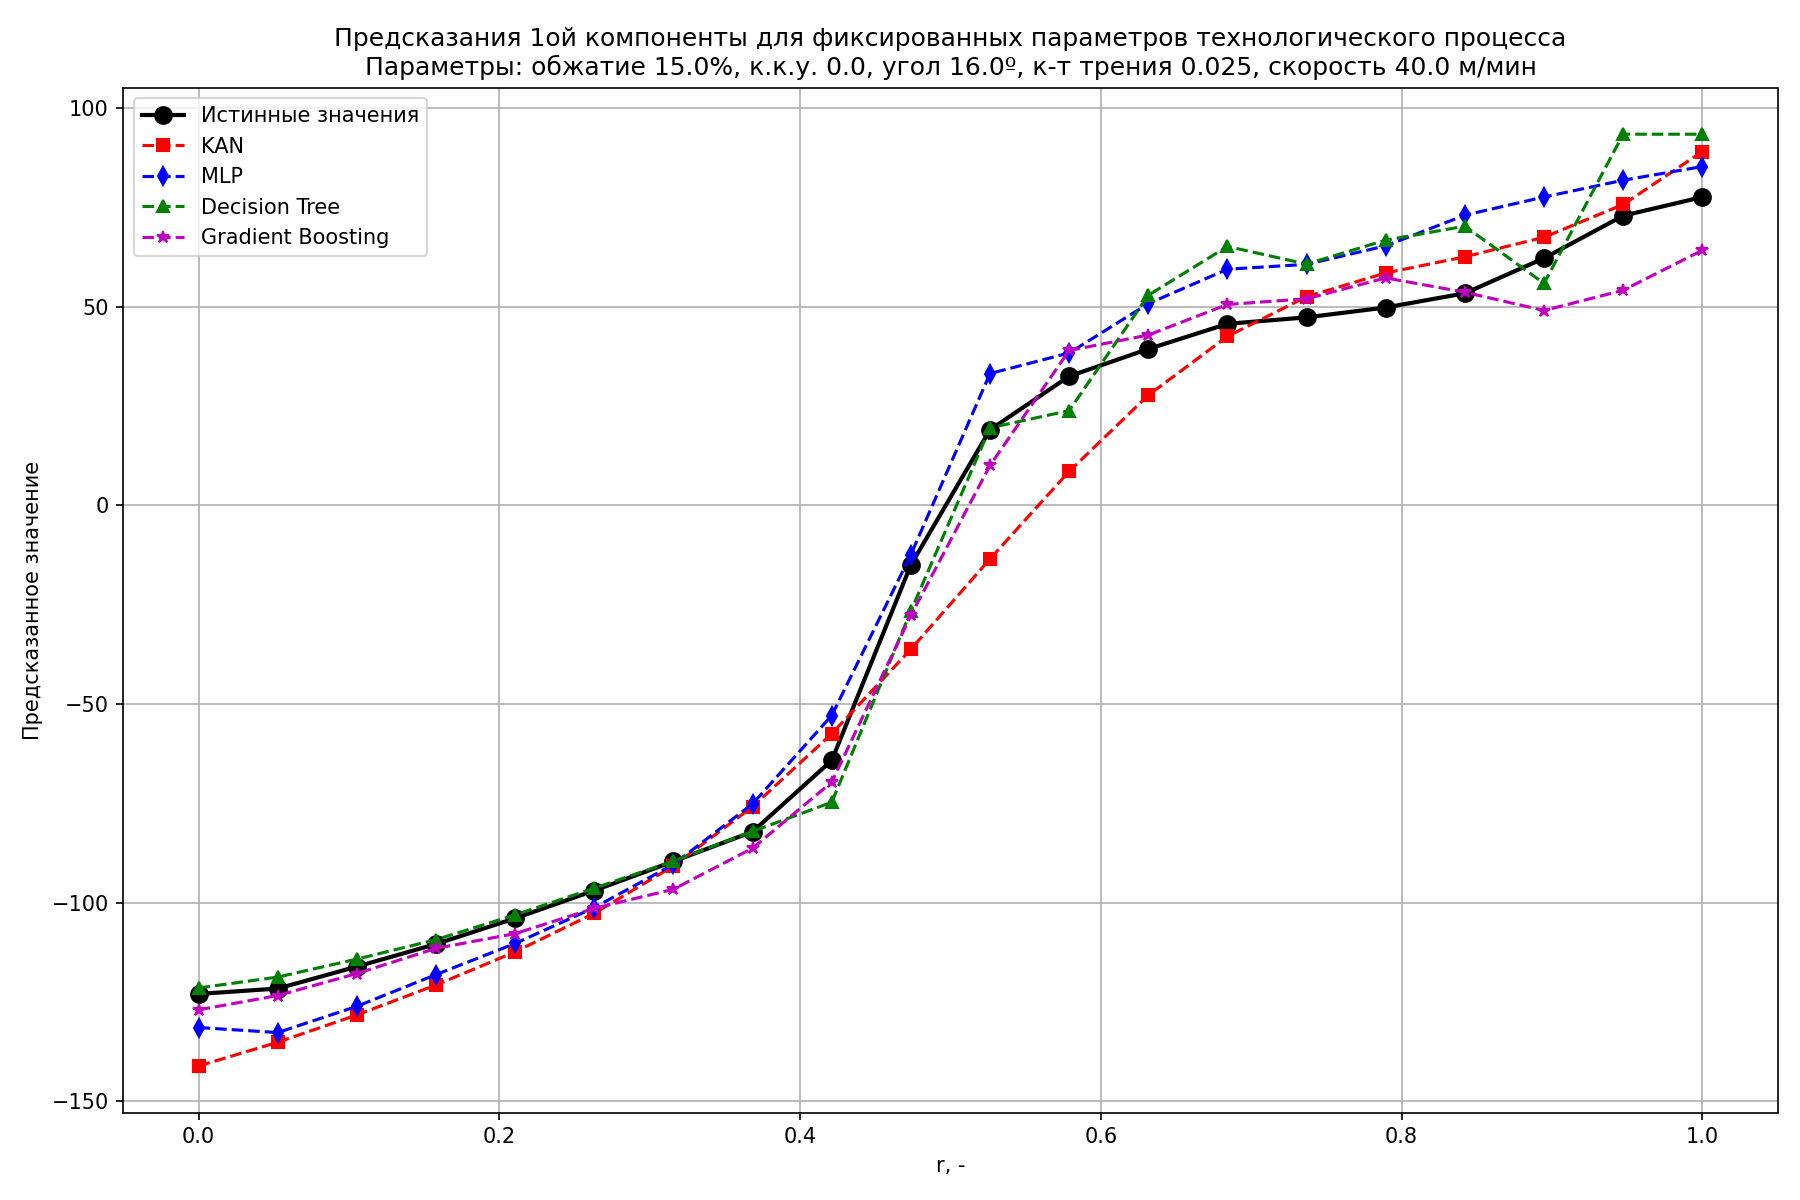 Предсказания 1ой компоненты для фиксированных параметров технологического процесса
Параметры: обжатие 15.0%, к.к.у. 0.0, угол 16.0º, к-т трения 0.025, скорость 40.0 м/мин
Истинные значения
KAN
MLP
Decision Tree
Gradient Boosting
Предсказанное значение
100
50
0
−50
−100
−150
0.0
0.2
0.4
0.6
0.8
1.0
r, -